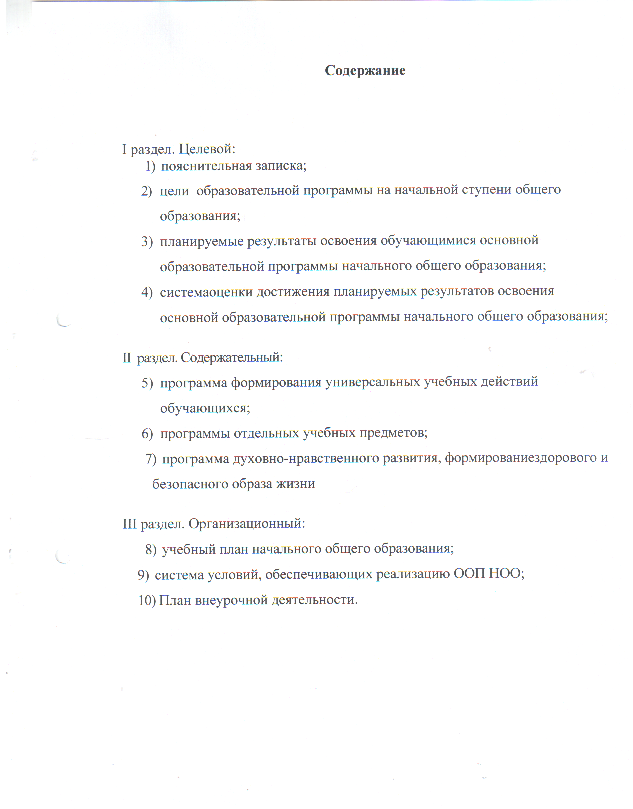 Содержание
I раздел. Целевой:
1) пояснительная записка;
2) цели образовательной программы на начальной ступени общего
образования;
3) планируемые результаты освоения обучающимися основной
образовательной программы начального общего образования;
4) системаоценки достижения планируемых результатов освоения
основной образовательной программы начального общего образования;
II раздел. Содержательный:
5) программа формирования универсальных учебных действий
обучающихся;
6) программы отдельных учебных предметов;
7) программа духовно-нравственного развития, формированиездорового и
безопасного образа жизни
III раздел. Организационный:
8) учебный план начального общего образования;
9) система условий, обеспечивающих реализацию ООП НОО;
10) План внеурочной деятельности.